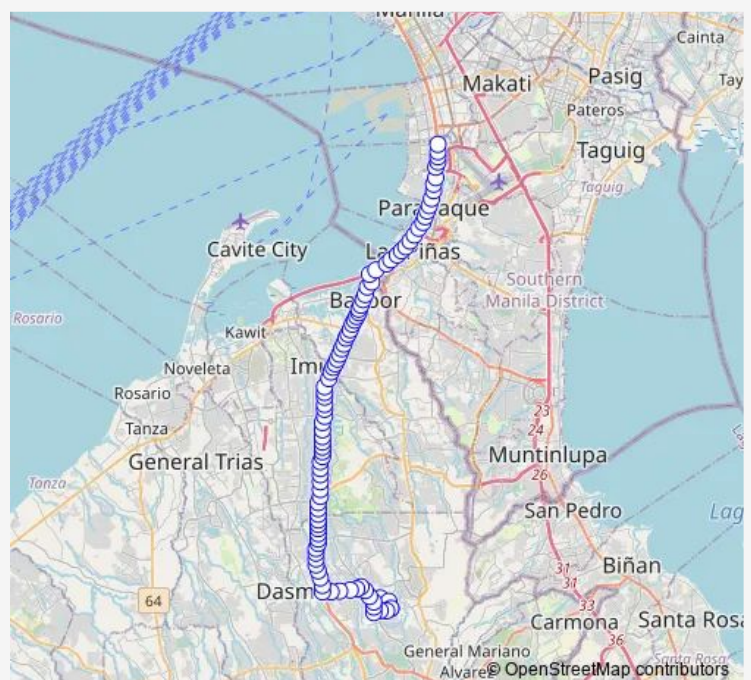 Manila
Cainta
Makati
Pasig
Tay
Pateros
Taguig
Taguig
Parañaque
Cavite City
Las Piñas
Southern
Manila District
Bacoor
Rosario
Kawit
Imus
Noveleta
Rosario
Tanza
23
24
General Trias
Muntinlupa
26
Tanza
San Pedro
Lag
31
31
Biñan
Dasm
64
33
Carmona
Santa Rosa
36
General Mariano
Alvarez
Santa Rosa
© OpenStreetMap contributors